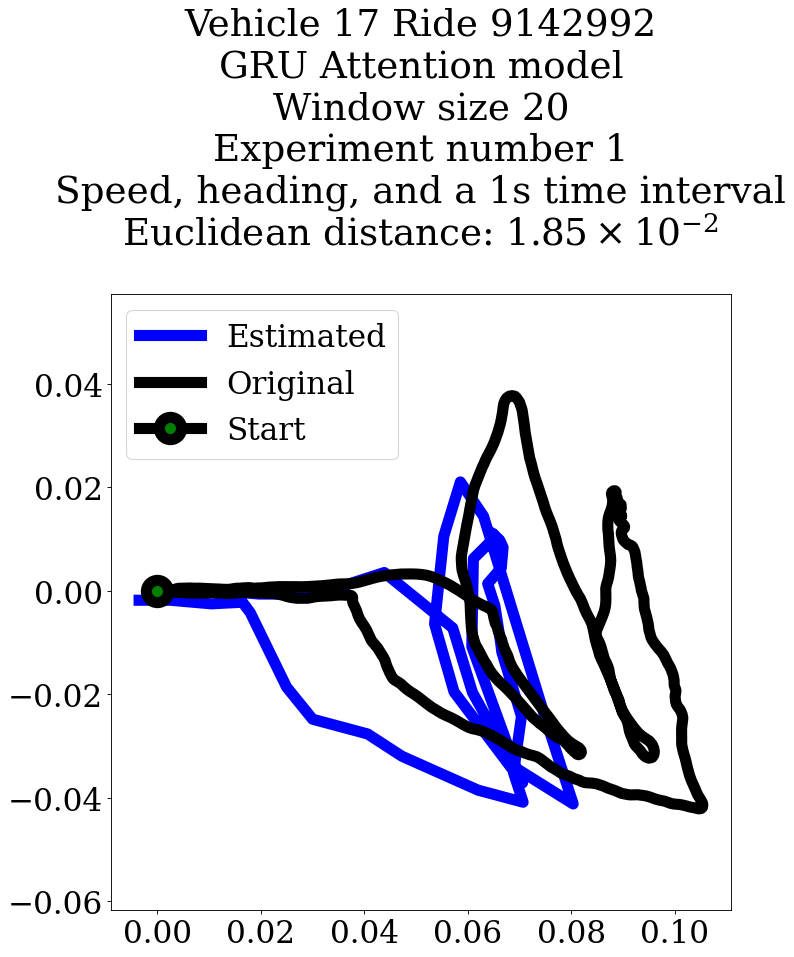 Vehicle 17 Ride 9142992
GRU Attention model
Window size 20
Experiment number 1
Speed, heading, and a 1s time interval
Euclidean distance: 1.85 × 10⁻²
Estimated
Original
Start
0.04
0.02
0.00
−0.02
−0.04
−0.06
0.00 0.02 0.04 0.06 0.08 0.10